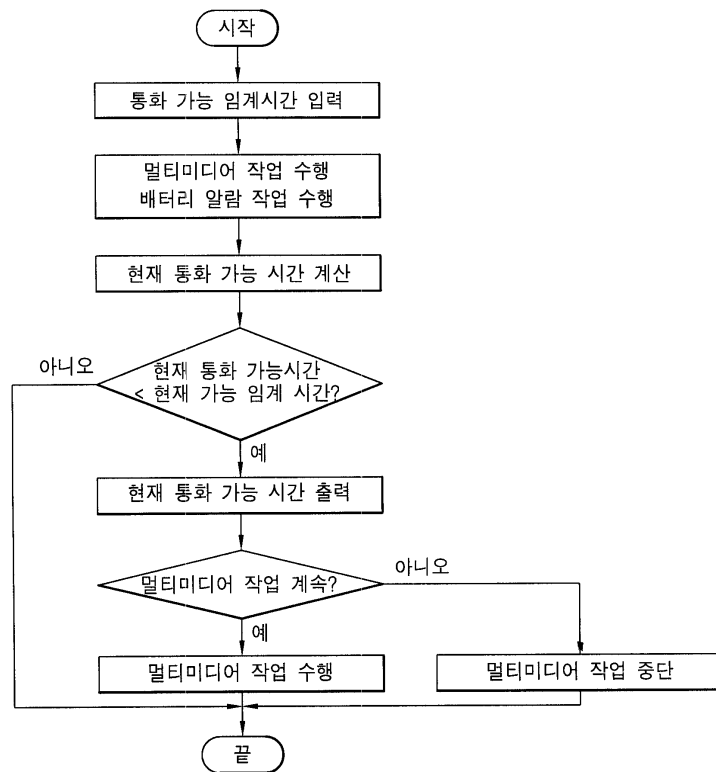 시작
통화 가능 임계시간 입력
멀티미디어 작업 수행
배터리 알람 작업 수행
현재 통화 가능 시간 계산
아니오
현재 통화 가능시간
< 현재 가능 임계 시간?
예
현재 통화 가능 시간 출력
멀티미디어 작업 계속?
아니오
예
멀티미디어 작업 수행
멀티미디어 작업 중단
끝